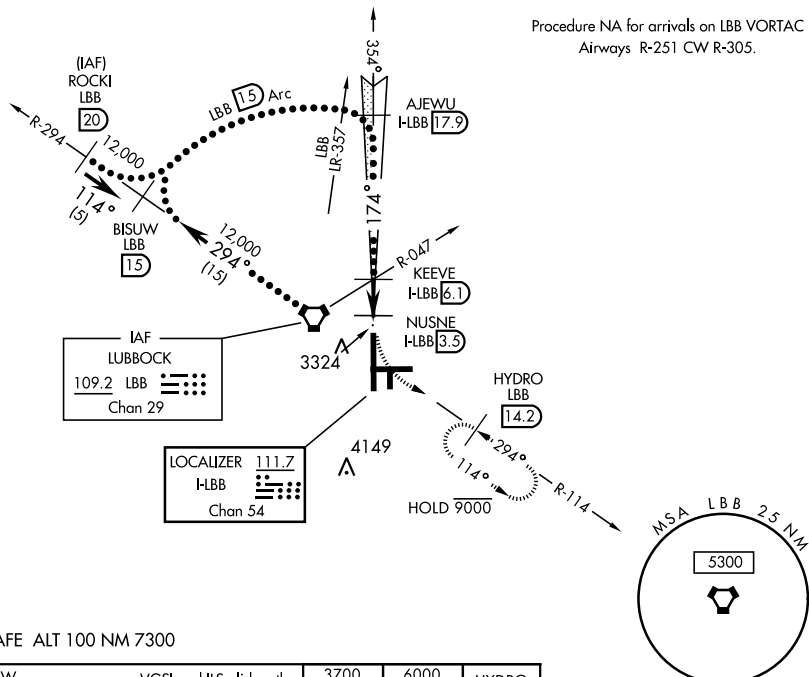 Procedure NA for arrivals on LBB VORTAC
Airways R-251 CW R-305.
(IAF)
ROCKI
LBB
20
R-294
12,000
114°
(5)
BISUW
LBB
15
LBB 15 Arc
LBB
LR-357
354°
AJEWU
I-LBB 17.9
174°
12,000
294°
(15)
R-047
KEEVE
I-LBB 6.1
NUSNE
I-LBB 3.5
3324
IAF
LUBBOCK
109.2 LBB
Chan 29
HYDRO
LBB
14.2
LOCALIZER 111.7
I-LBB
Chan 54
4149
294°
114°
R-114
HOLD 9000
MSA LBB 25 NM
5300
AFE ALT 100 NM 7300
3700
6000
HYDRO